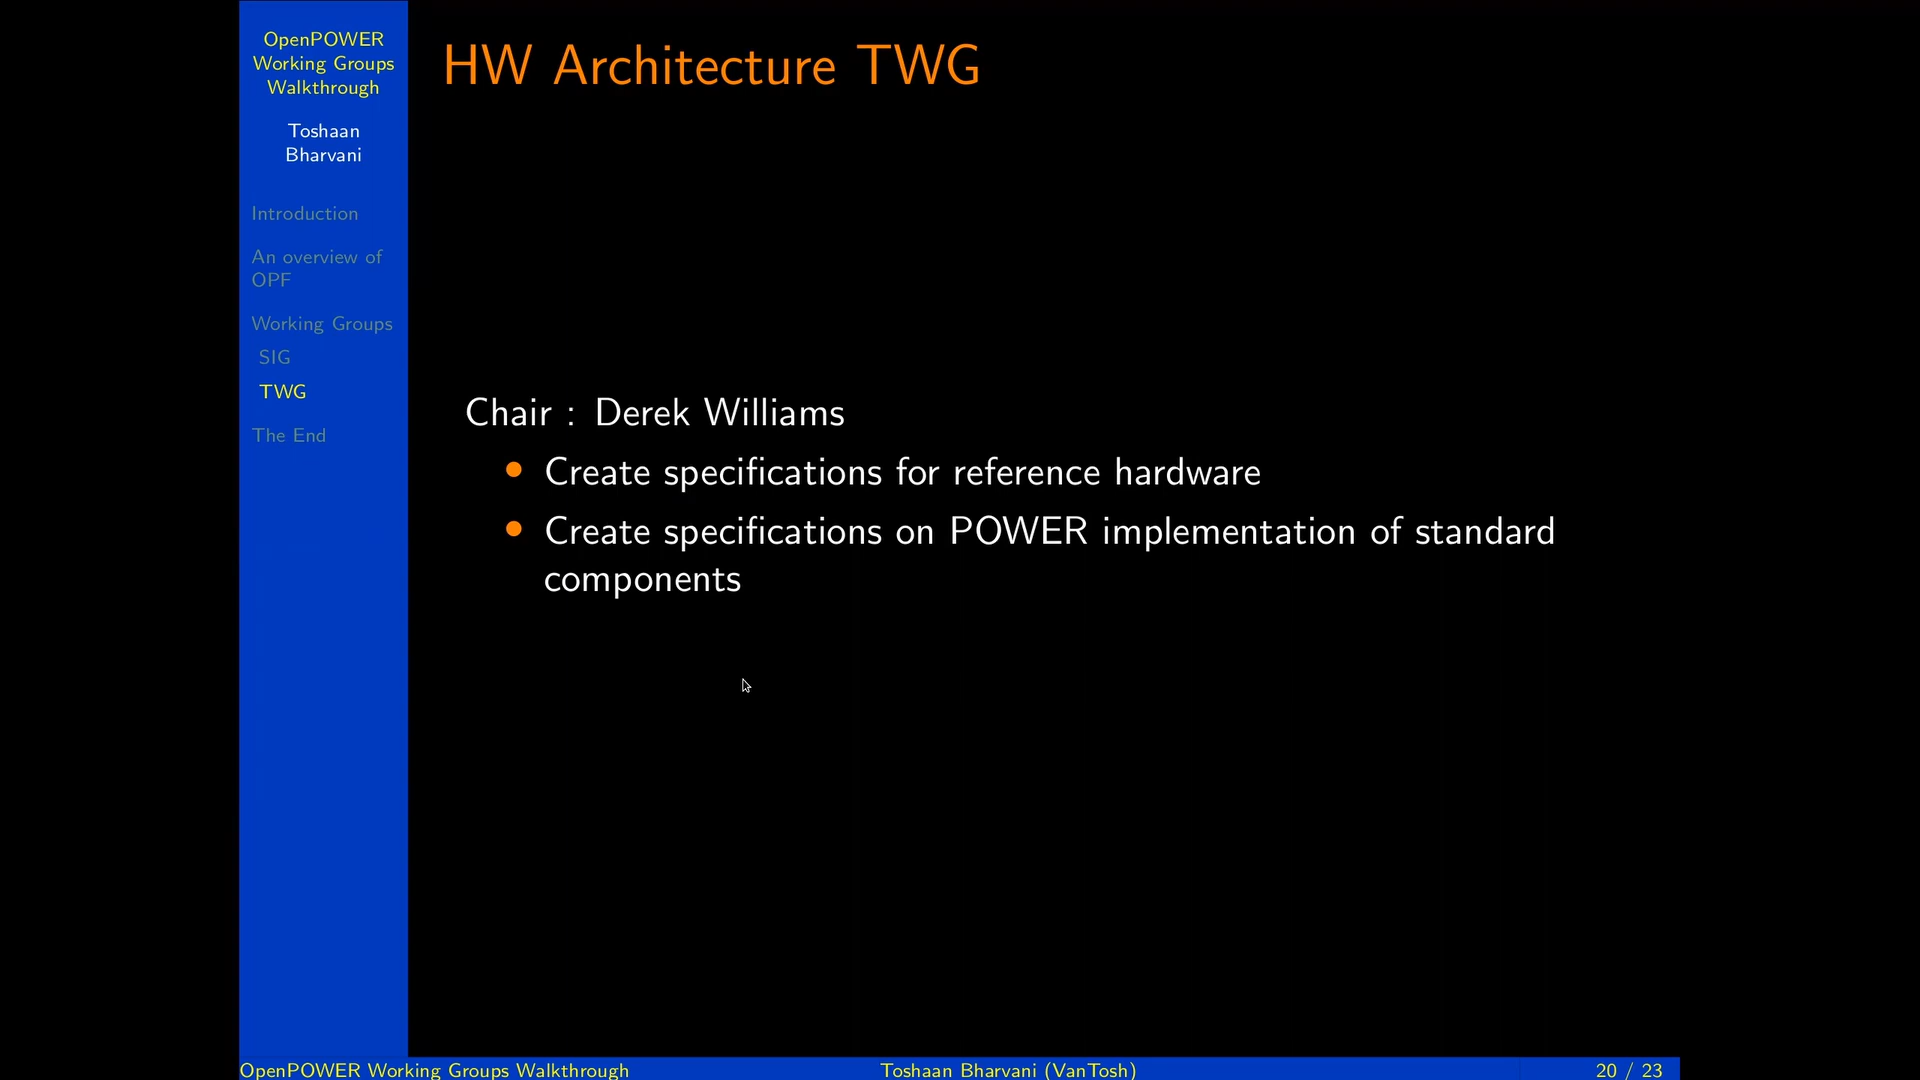 OpenPOWER
Working Groups
Walkthrough
Toshaan
Bharvani
Introduction
An overview of
OPF
Working Groups
SIG
TWG
The End
HW Architecture TWG
Chair : Derek Williams
Create specifications for reference hardware
Create specifications on POWER implementation of standard
components
OpenPOWER Working Groups Walkthrough
Toshaan Bharvani (VanTosh)
20 / 23